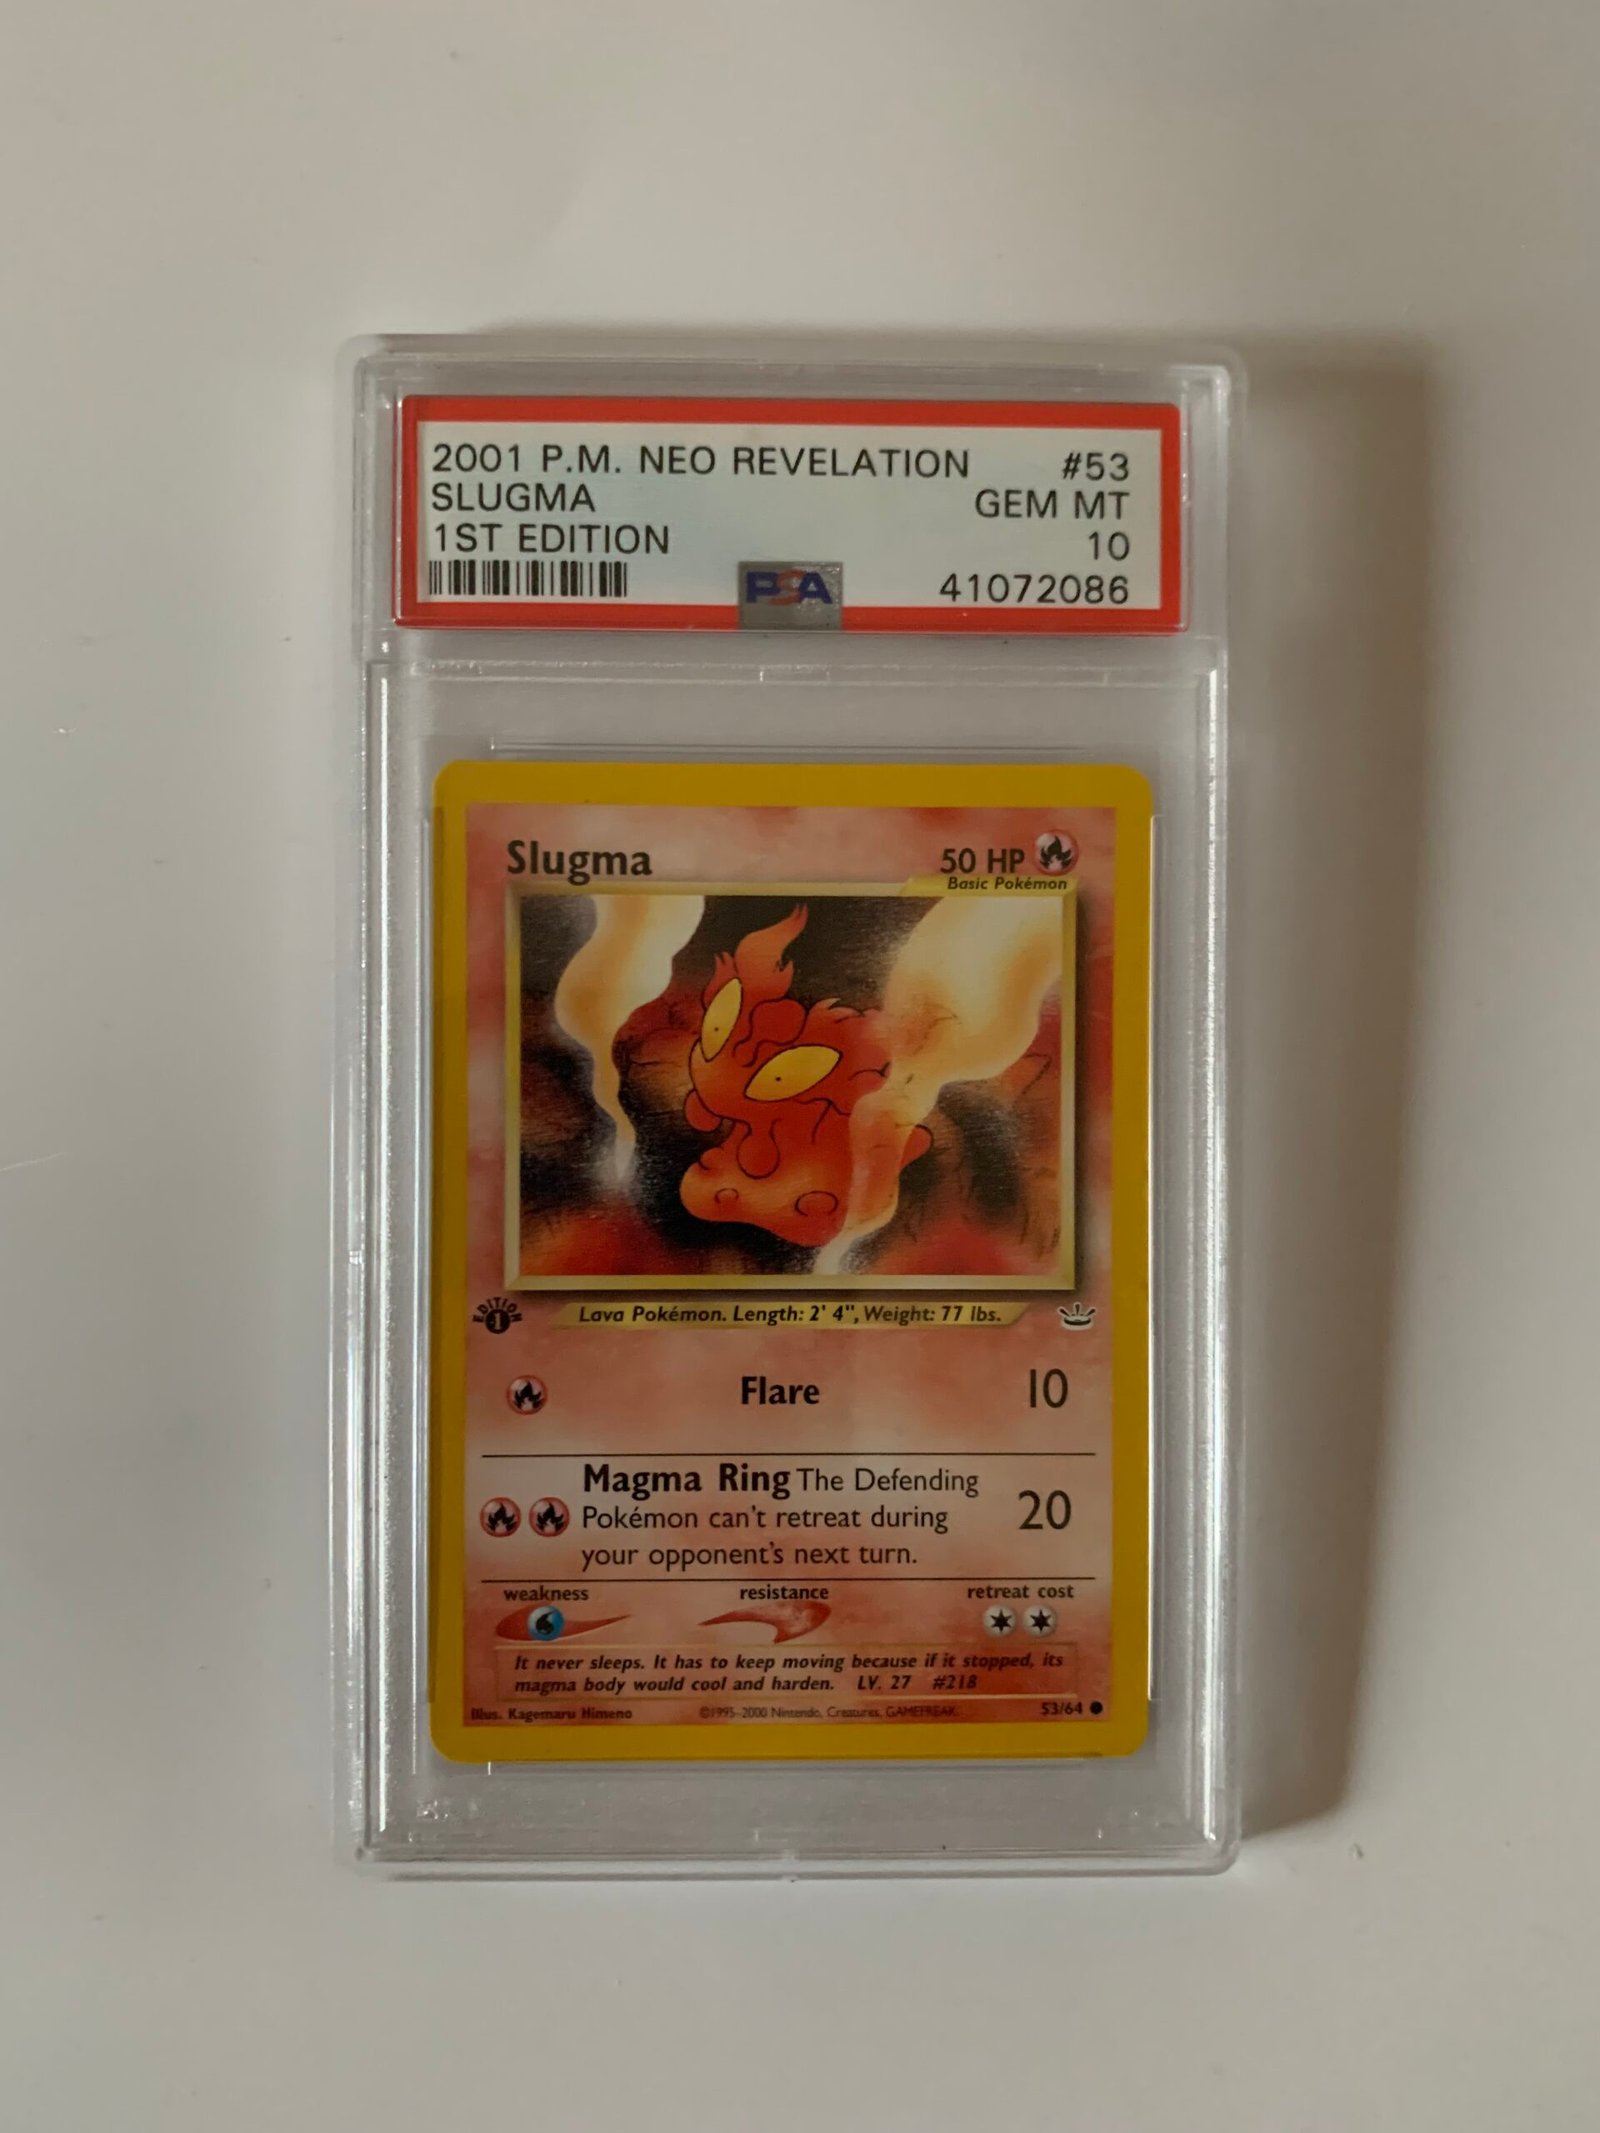 2001 P.M. NEO REVELATION #53
SLUGMA GEM MT
1ST EDITION 10
PSA 41072086
Slugma 50 HP
Basic Pokémon
EDITION 1
Lava Pokémon. Length: 2' 4", Weight: 77 lbs.
Flare 10
Magma Ring The Defending
Pokémon can't retreat during 20
your opponent's next turn.
weakness resistance retreat cost
It never sleeps. It has to keep moving because if it stopped, its
magma body would cool and harden. LV. 27 #218
Illus. Kagemaru Himeno ©1995-2000 Nintendo, Creatures, GAMEFREAK. 53/64